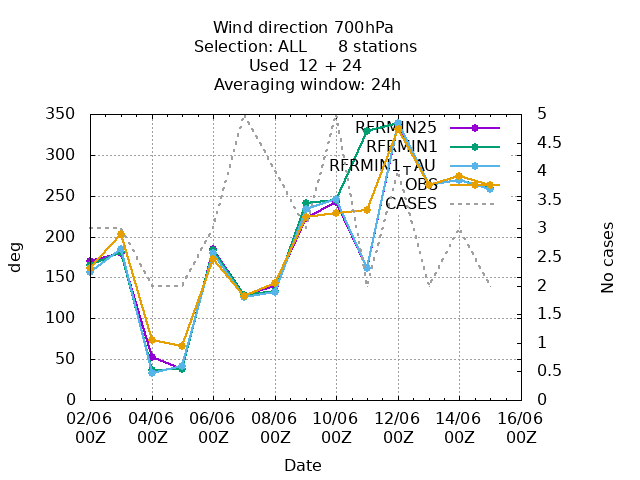 Wind direction 700hPa
Selection: ALL 8 stations
Used 12 + 24
Averaging window: 24h
RFRMIN25
RFRMIN1
RFRMIN1_AU
OBS
CASES
350
300
250
200
150
100
50
0
deg
5
4.5
4
3.5
3
2.5
2
1.5
1
0.5
0
No cases
02/06 04/06 06/06 08/06 10/06 12/06 14/06 16/06
00Z 00Z 00Z 00Z 00Z 00Z 00Z 00Z
Date